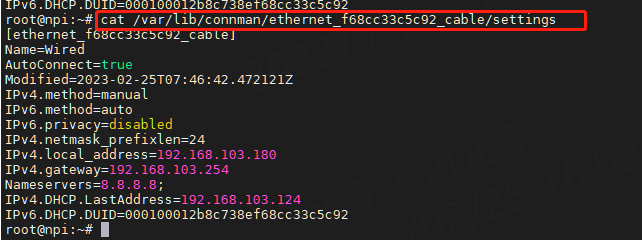 IPv6.DHCP.DUID=000100012b8c738ef68cc33c5c92
root@npi:~# cat /var/lib/connman/ethernet_f68cc33c5c92_cable/settings
[ethernet_f68cc33c5c92_cable]
Name=Wired
AutoConnect=true
Modified=2023-02-25T07:46:42.472121Z
IPv4.method=manual
IPv6.method=auto
IPv6.privacy=disabled
IPv4.netmask_prefixlen=24
IPv4.local_address=192.168.103.180
IPv4.gateway=192.168.103.254
Nameservers=8.8.8.8;
IPv4.DHCP.LastAddress=192.168.103.124
IPv6.DHCP.DUID=000100012b8c738ef68cc33c5c92
root@npi:~#